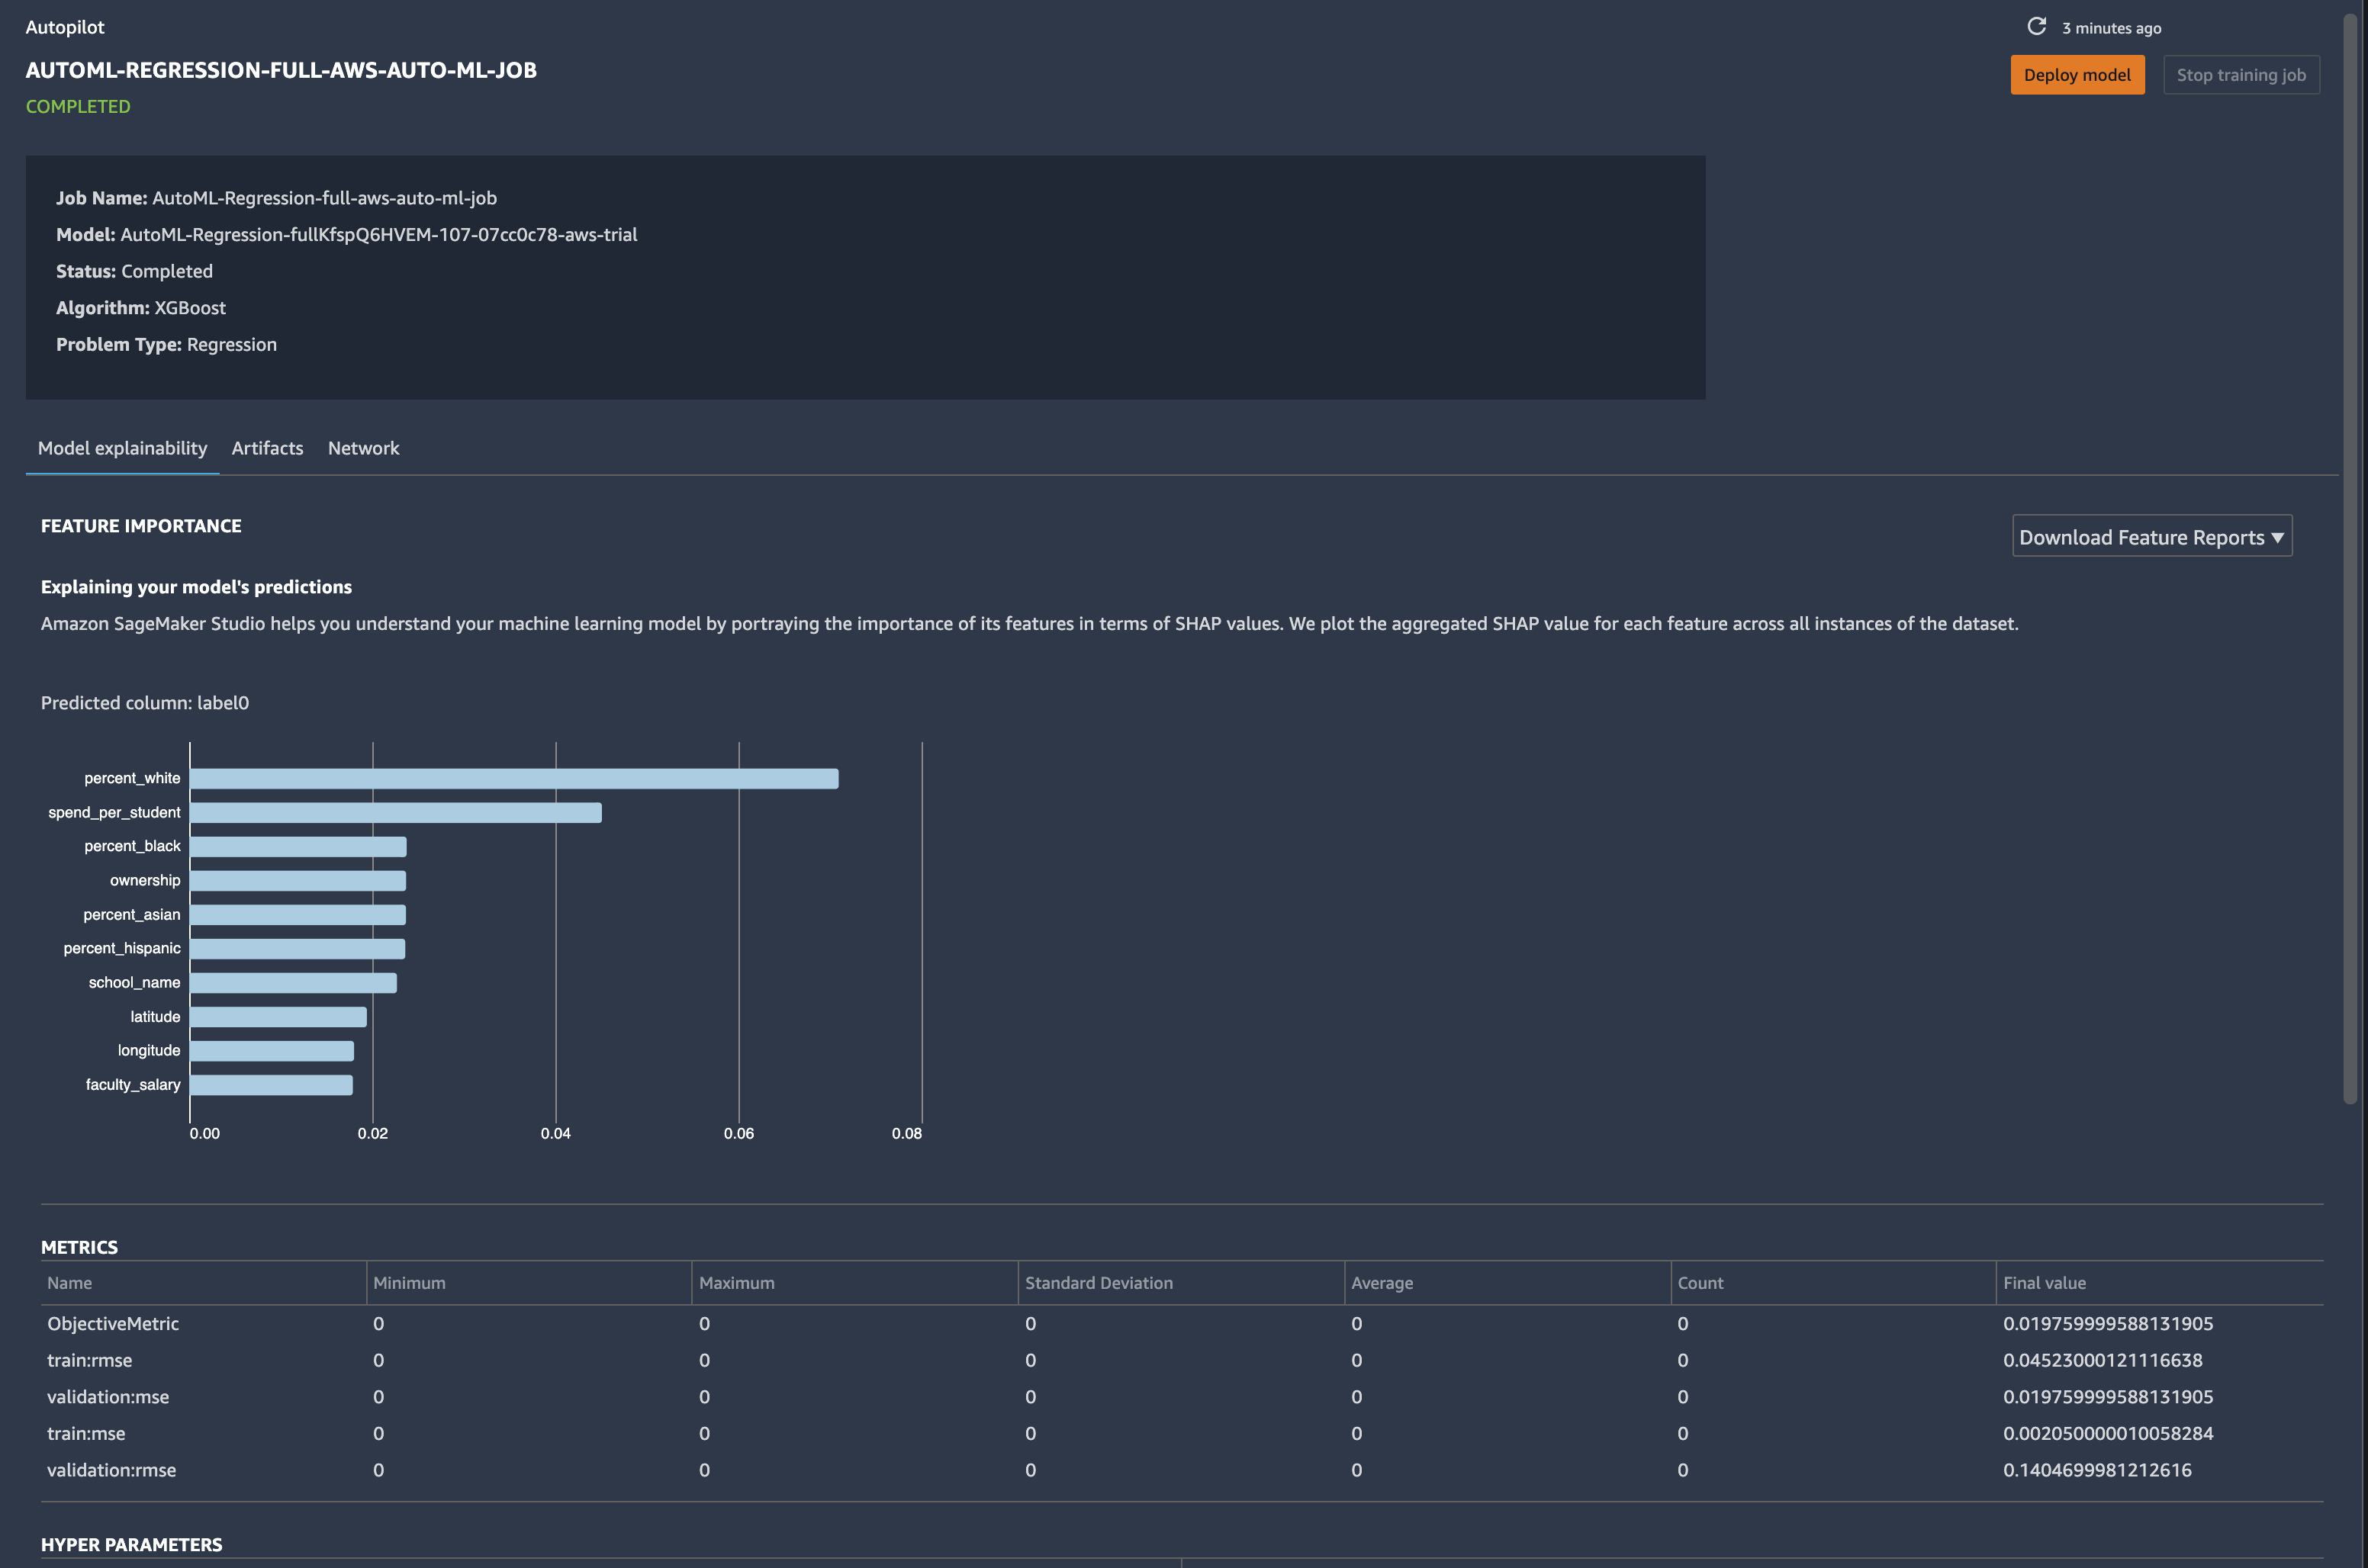 Autopilot
3 minutes ago
AUTOML-REGRESSION-FULL-AWS-AUTO-ML-JOB
Deploy model
Stop training job
COMPLETED
Job Name: AutoML-Regression-full-aws-auto-ml-job
Model: AutoML-Regression-fullKfspQ6HVEM-107-07cc0c78-aws-trial
Status: Completed
Algorithm: XGBoost
Problem Type: Regression
Model explainability Artifacts Network
FEATURE IMPORTANCE
Download Feature Reports ▼
Explaining your model's predictions
Amazon SageMaker Studio helps you understand your machine learning model by portraying the importance of its features in terms of SHAP values. We plot the aggregated SHAP value for each feature across all instances of the dataset.
Predicted column: label0
percent_white
spend_per_student
percent_black
ownership
percent_asian
percent_hispanic
school_name
latitude
longitude
faculty_salary
0.00 0.02 0.04 0.06 0.08
METRICS
Name Minimum Maximum Standard Deviation Average Count Final value
ObjectiveMetric 0 0 0 0 0 0.019759999588131905
train:rmse 0 0 0 0 0 0.04523000121116638
validation:mse 0 0 0 0 0 0.019759999588131905
train:mse 0 0 0 0 0 0.002050000010058284
validation:rmse 0 0 0 0 0 0.1404699981212616
HYPER PARAMETERS